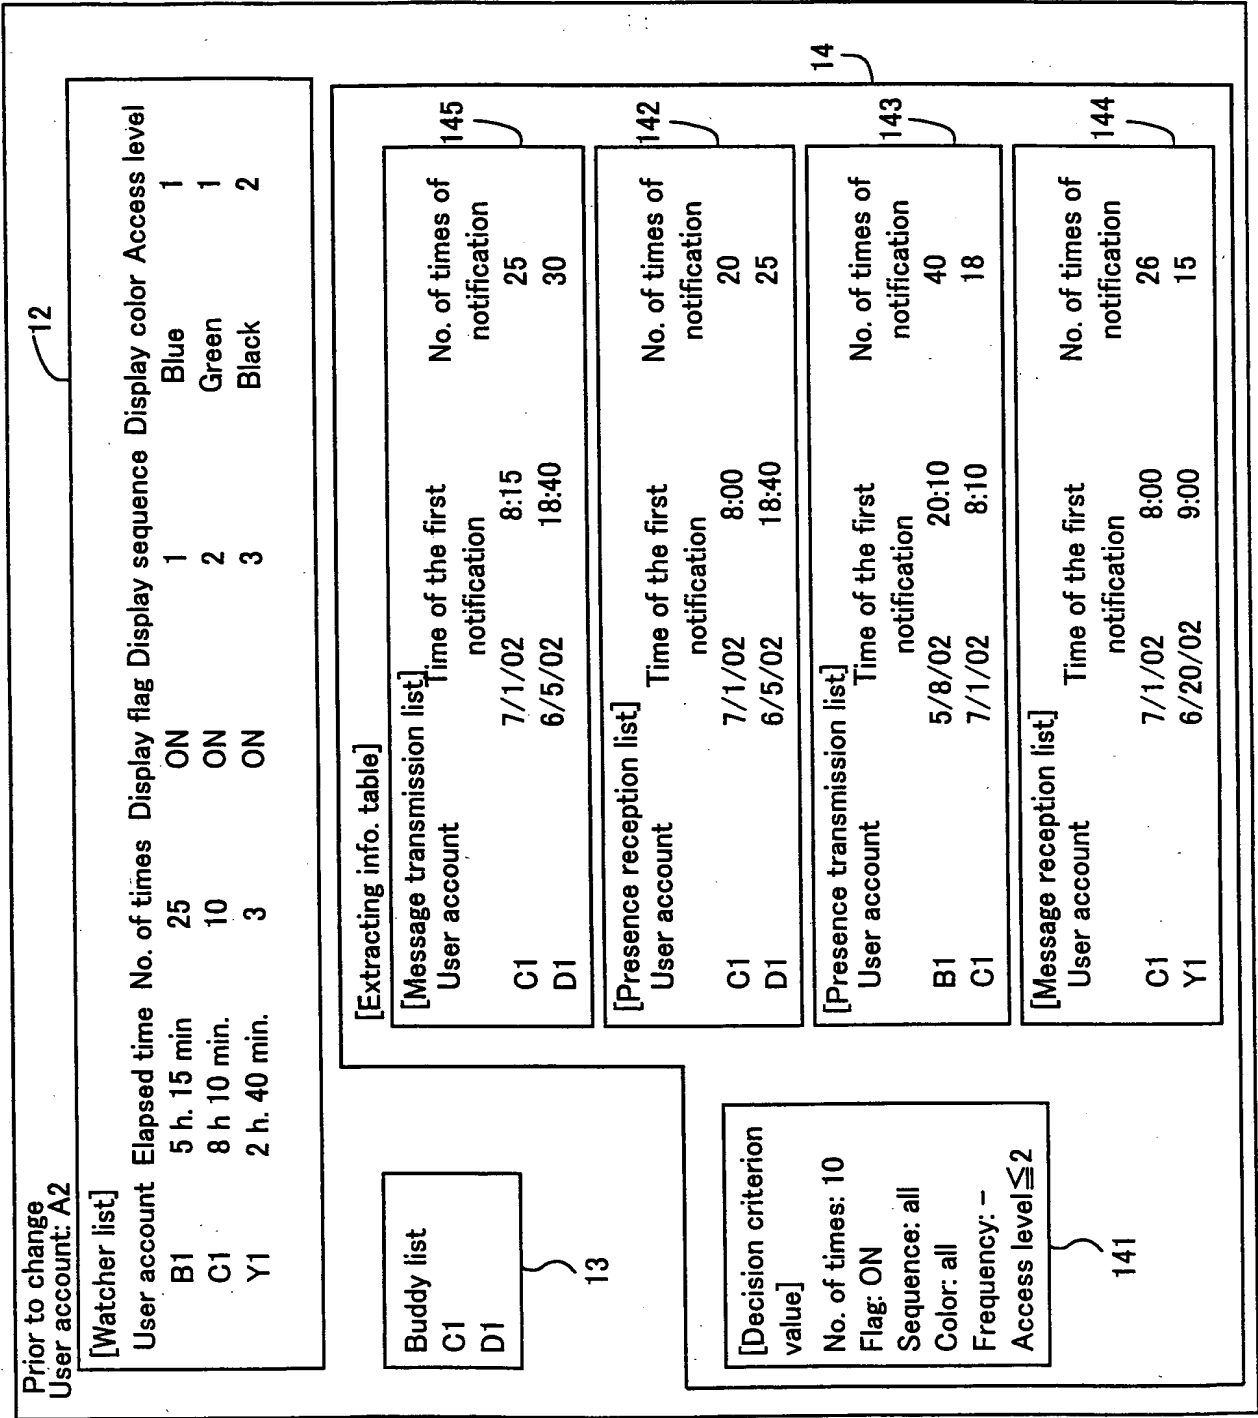 Prior to change
User account: A2
12
[Watcher list]
User account Elapsed time No. of times Display flag Display sequence Display color Access level
B1 5 h. 15 min 25 ON 1 Blue 1
C1 8 h 10 min. 10 ON 2 Green 1
Y1 2 h. 40 min. 3 ON 3 Black 2
Buddy list
C1
D1
13
[Decision criterion
value]
No. of times: 10
Flag: ON
Sequence: all
Color: all
Frequency: –
Access level≦2
141
14
[Extracting info. table]
145
[Message transmission list]
User account Time of the first No. of times of
notification notification
C1 7/1/02 8:15 25
D1 6/5/02 18:40 30
142
[Presence reception list]
User account Time of the first No. of times of
notification notification
C1 7/1/02 8:00 20
D1 6/5/02 18:40 25
143
[Presence transmission list]
User account Time of the first No. of times of
notification notification
B1 5/8/02 20:10 40
C1 7/1/02 8:10 18
144
[Message reception list]
User account Time of the first No. of times of
notification notification
C1 7/1/02 8:00 26
Y1 6/20/02 9:00 15